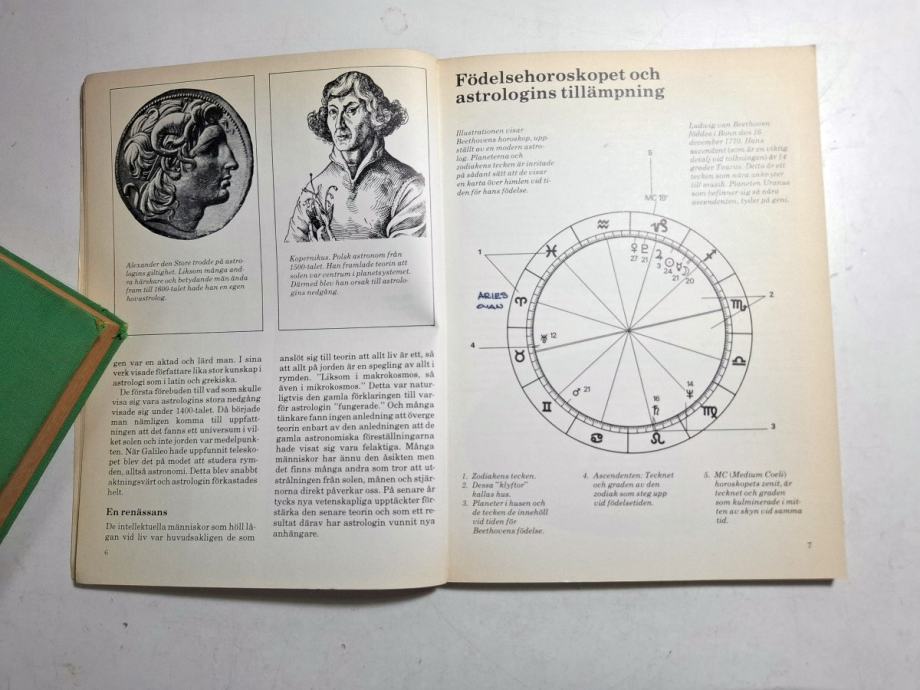 Alexander den Store trodde på astro-
logins giltighet. Liksom många and-
ra härskare och betydande män ända
fram till 1600-talet hade han en egen
hovastrolog.
Kopernikus. Polsk astronom från
1500-talet. Han framlade teorin att
solen var centrum i planetsystemet.
Därmed blev han orsak till astrolo-
gins nedgång.
gen var en aktad och lärd man. I sina
verk visade författare lika stor kunskap i
astrologi som i latin och grekiska.
De första förebuden till vad som skulle
visa sig vara astrologins stora nedgång
visade sig under 1400-talet. Då började
man nämligen komma till uppfatt-
ningen att det fanns ett universum i vil-
ket solen och inte jorden var medelpunk-
ten. När Galileo hade uppfunnit telesko-
pet blev det på modet att studera rym-
den, alltså astronomi. Detta blev snabbt
aktningsvärt och astrologin förkastades
helt.
En renässans
De intellektuella människor som höll lå-
gan vid liv var huvudsakligen de som
6
anslöt sig till teorin att allt liv är ett, så
att allt på jorden är en spegling av allt i
rymden. "Liksom i makrokosmos, så
även i mikrokosmos." Detta var natur-
ligtvis den gamla förklaringen till var-
för astrologin "fungerade." Och många
tänkare fann ingen anledning att överge
teorin enbart av den anledningen att de
gamla astronomiska föreställningarna
hade visat sig vara felaktiga. Många
människor har ännu den åsikten men
det finns många andra som tror att ut-
strålningen från solen, månen och stjär-
norna direkt påverkar oss. På senare år
tycks nya vetenskapliga upptäckter för-
stärka den senare teorin och som ett re-
sultat därav har astrologin vunnit nya
anhängare.
Födelsehoroskopet och
astrologins tillämpning
Illustrationen visar
Beethovens horoskop, upp-
ställt av en modern astro-
log. Planeterna och
zodiakens tecken är inritade
på sådant sätt att de visar
en karta över himlen vid ti-
den för hans födelse.
Ludwig van Beethoven
föddes i Bonn den 16
december 1770. Hans
ascendent (som är en viktig
detalj vid tolkningen) är 14
grader Taurus. Detta är ett
tecken som nära anknyter
till musik. Planeten Uranus
som befinner sig så nära
ascendenten, tyder på geni.
5
MC 18°
1
ARIES
2
27 21
3
24
21
20
4
12
21
16
14
3
1. Zodiakens tecken.
2. Dessa "klyftor"
kallas hus.
3. Planeter i husen och
de tecken de innehöll
vid tiden för
Beethovens födelse.
4. Ascendenten: Tecknet
och graden av den
zodiak som steg upp
vid födelsetiden.
5. MC (Medium Coeli)
horoskopets zenit, är
tecknet och graden
som kulminerade i mit-
ten av skyn vid samma
tid.
7